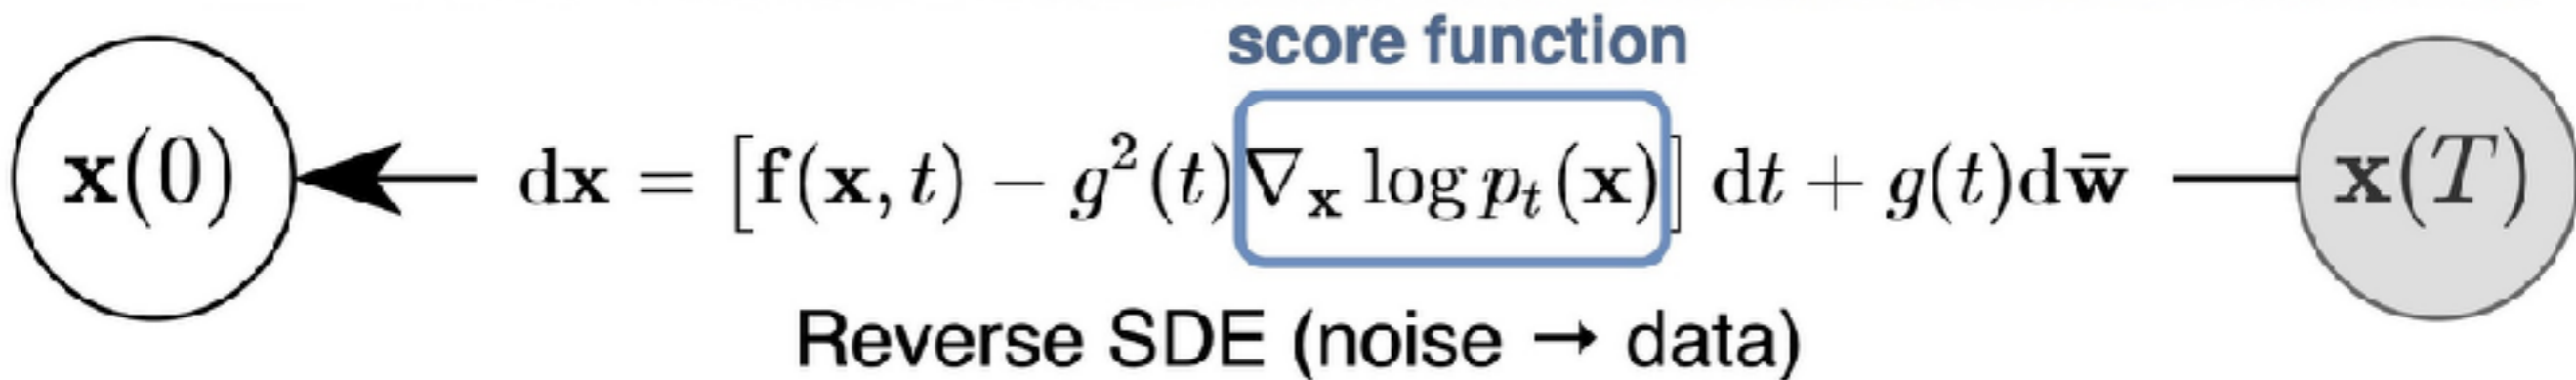 score function
x(0) dx = [f(x, t) − g²(t)∇ₓ log pₜ(x)] dt + g(t)dw̄ x(T)
Reverse SDE (noise → data)